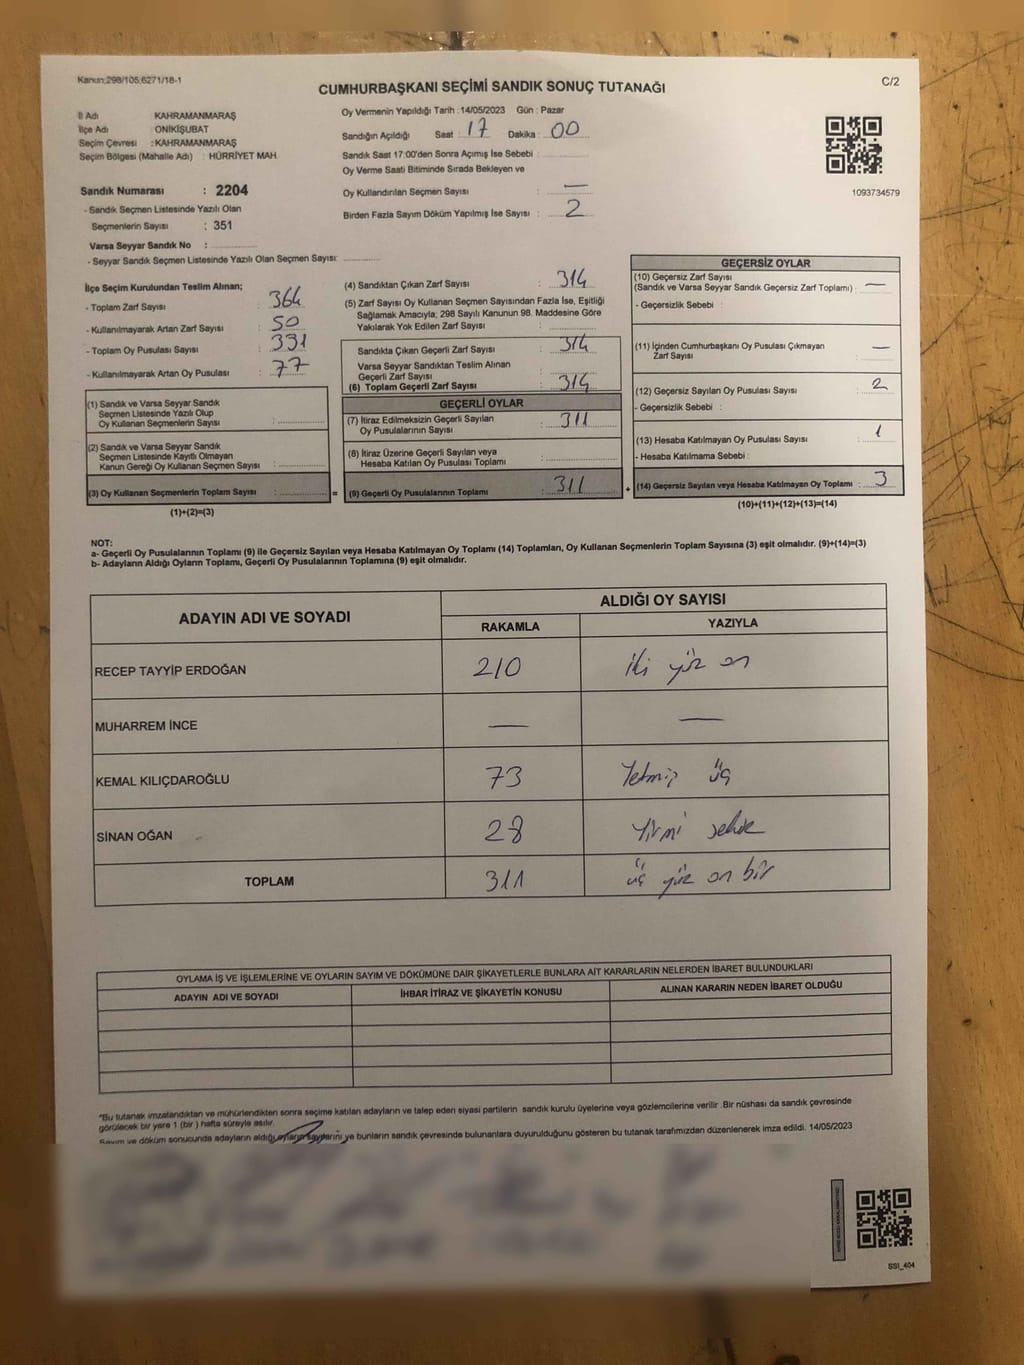 Kanun;298/105,6271/18-1
C/2
CUMHURBAŞKANI SEÇİMİ SANDIK SONUÇ TUTANAĞI
İl Adı KAHRAMANMARAŞ
İlçe Adı ONİKİŞUBAT
Seçim Çevresi : KAHRAMANMARAŞ
Seçim Bölgesi (Mahalle Adı) : HÜRRİYET MAH.
Sandık Numarası : 2204
- Sandık Seçmen Listesinde Yazılı Olan
Seçmenlerin Sayısı : 351
Varsa Seyyar Sandık No :
- Seyyar Sandık Seçmen Listesinde Yazılı Olan Seçmen Sayısı:
Oy Vermenin Yapıldığı Tarih : 14/05/2023 Gün : Pazar
Sandığın Açıldığı Saat : 17 Dakika : 00
Sandık Saat 17:00'den Sonra Açımış İse Sebebi :
Oy Verme Saati Bitiminde Sırada Bekleyen ve
Oy Kullandırılan Seçmen Sayısı : —
Birden Fazla Sayım Döküm Yapılmış İse Sayısı : 2
1093734579
İlçe Seçim Kurulundan Teslim Alınan;
- Toplam Zarf Sayısı : 364
- Kullanılmayarak Artan Zarf Sayısı : 50
- Toplam Oy Pusulası Sayısı : 331
- Kullanılmayarak Artan Oy Pusulası : 77
(1) Sandık ve Varsa Seyyar Sandık
Seçmen Listesinde Yazılı Olup
Oy Kullanan Seçmenlerin Sayısı :
(2) Sandık ve Varsa Seyyar Sandık
Seçmen Listesinde Kayıtlı Olmayan
Kanun Gereği Oy Kullanan Seçmen Sayısı :
(3) Oy Kullanan Seçmenlerin Toplam Sayısı :
(1)+(2)=(3)
=
(4) Sandıktan Çıkan Zarf Sayısı : 314
(5) Zarf Sayısı Oy Kullanan Seçmen Sayısından Fazla İse, Eşitliği
Sağlamak Amacıyla; 298 Sayılı Kanunun 98. Maddesine Göre
Yakılarak Yok Edilen Zarf Sayısı :
Sandıkta Çıkan Geçerli Zarf Sayısı : 314
Varsa Seyyar Sandıktan Teslim Alınan
Geçerli Zarf Sayısı :
(6) Toplam Geçerli Zarf Sayısı : 314
GEÇERLİ OYLAR
(7) İtiraz Edilmeksizin Geçerli Sayılan
Oy Pusulalarının Sayısı : 311
(8) İtiraz Üzerine Geçerli Sayılan veya
Hesaba Katılan Oy Pusulası Toplamı :
(9) Geçerli Oy Pusulalarının Toplamı : 311
+
GEÇERSİZ OYLAR
(10) Geçersiz Zarf Sayısı
(Sandık ve Varsa Seyyar Sandık Geçersiz Zarf Toplamı) : —
- Geçersizlik Sebebi :
(11) İçinden Cumhurbaşkanı Oy Pusulası Çıkmayan
Zarf Sayısı : —
(12) Geçersiz Sayılan Oy Pusulası Sayısı : 2
- Geçersizlik Sebebi :
(13) Hesaba Katılmayan Oy Pusulası Sayısı : 1
- Hesaba Katılmama Sebebi :
(14) Geçersiz Sayılan veya Hesaba Katılmayan Oy Toplamı : 3
(10)+(11)+(12)+(13)=(14)
NOT:
a- Geçerli Oy Pusulalarının Toplamı (9) ile Geçersiz Sayılan veya Hesaba Katılmayan Oy Toplamı (14) Toplamları, Oy Kullanan Seçmenlerin Toplam Sayısına (3) eşit olmalıdır. (9)+(14)=(3)
b- Adayların Aldığı Oyların Toplamı, Geçerli Oy Pusulalarının Toplamına (9) eşit olmalıdır.
ADAYIN ADI VE SOYADI
ALDIĞI OY SAYISI
RAKAMLA YAZIYLA
RECEP TAYYİP ERDOĞAN 210 iki yüz on
MUHARREM İNCE — —
KEMAL KILIÇDAROĞLU 73 Yetmiş üç
SİNAN OĞAN 28 Yirmi sekiz
TOPLAM 311 üç yüz on bir
OYLAMA İŞ VE İŞLEMLERİNE VE OYLARIN SAYIM VE DÖKÜMÜNE DAİR ŞİKAYETLERLE BUNLARA AİT KARARLARIN NELERDEN İBARET BULUNDUKLARI
ADAYIN ADI VE SOYADI İHBAR İTİRAZ VE ŞİKAYETİN KONUSU ALINAN KARARIN NEDEN İBARET OLDUĞU
*Bu tutanak imzalandıktan ve mühürlendikten sonra seçime katılan adayların ve talep eden siyasi partilerin sandık kurulu üyelerine veya gözlemcilerine verilir .Bir nüshası da sandık çevresinde
görülecek bir yere 1 (bir ) hafta süreyle asılır.
Sayım ve döküm sonucunda adayların aldığı oyların sayılarını ve bunların sandık çevresinde bulunanlara duyurulduğunu gösteren bu tutanak tarafımızdan düzenlenerek imza edildi. 14/05/2023
SSI_404